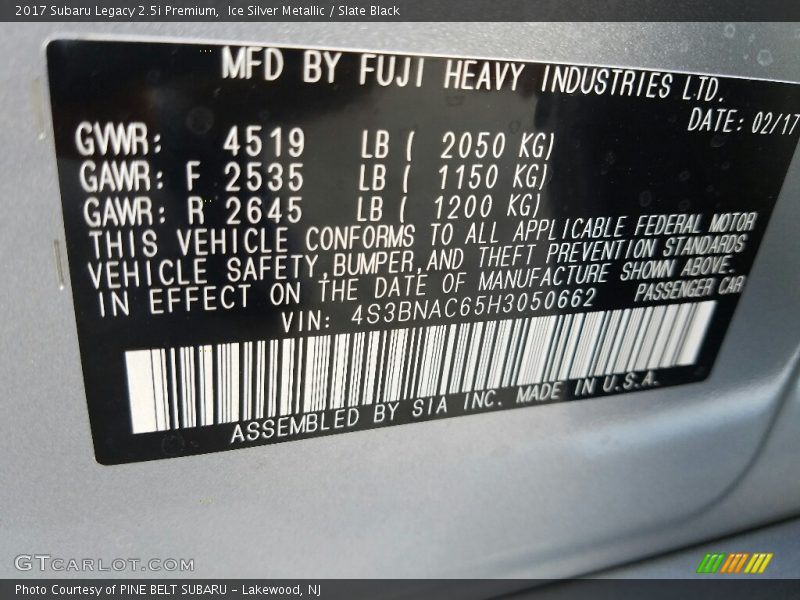 2017 Subaru Legacy 2.5i Premium,  Ice Silver Metallic / Slate Black
MFD BY FUJI HEAVY INDUSTRIES LTD.
DATE: 02/17
GVWR: 4519 LB ( 2050 KG)
GAWR: F 2535 LB ( 1150 KG)
GAWR: R 2645 LB ( 1200 KG)
THIS VEHICLE CONFORMS TO ALL APPLICABLE FEDERAL MOTOR
VEHICLE SAFETY,BUMPER,AND THEFT PREVENTION STANDARDS
IN EFFECT ON THE DATE OF MANUFACTURE SHOWN ABOVE.
VIN: 4S3BNAC65H3050662 PASSENGER CAR
ASSEMBLED BY SIA INC. MADE IN U.S.A.
GTCARLOT.COM
Photo Courtesy of PINE BELT SUBARU - Lakewood, NJ